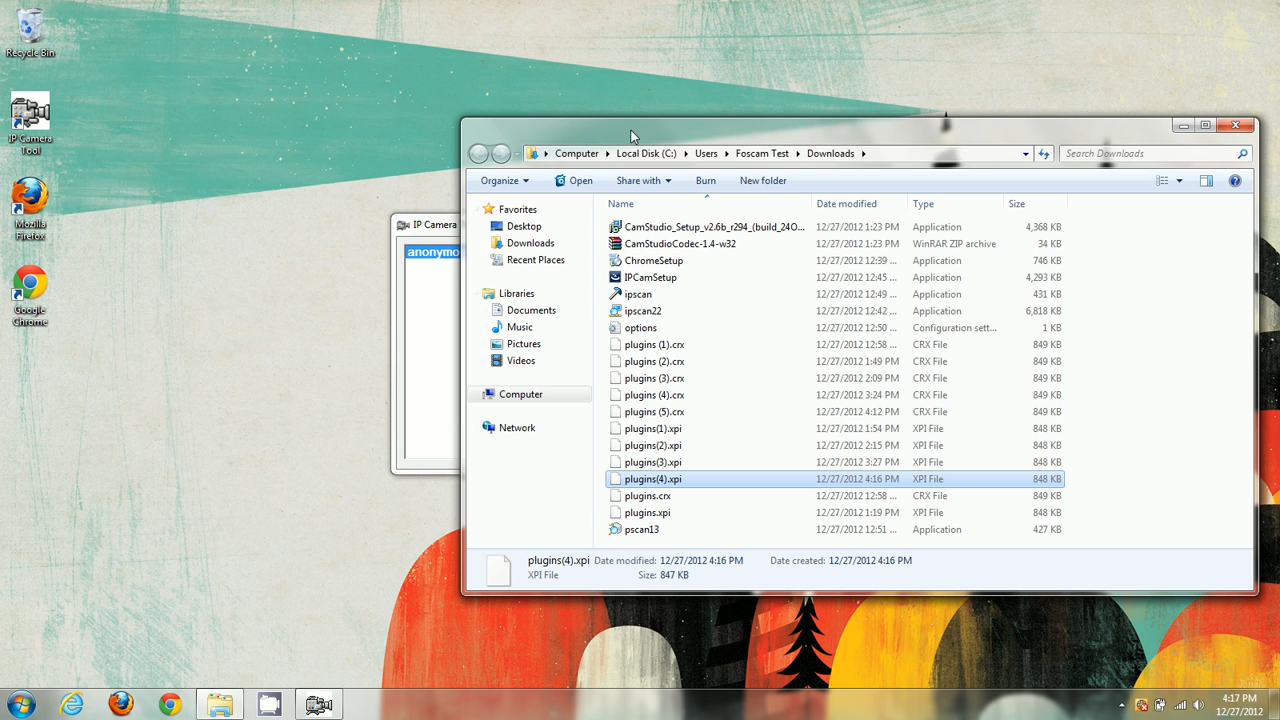 Recycle Bin
IP Camera
Tool
Mozilla
Firefox
Google
Chrome
IP Camera
anonymo
Computer Local Disk (C:) Users Foscam Test Downloads
Search Downloads
Organize Open Share with Burn New folder
Favorites
Desktop
Downloads
Recent Places
Libraries
Documents
Music
Pictures
Videos
Computer
Network
Name Date modified Type Size
CamStudio_Setup_v2.6b_r294_(build_24O... 12/27/2012 1:23 PM Application 4,368 KB
CamStudioCodec-1.4-w32 12/27/2012 1:23 PM WinRAR ZIP archive 34 KB
ChromeSetup 12/27/2012 12:39 ... Application 746 KB
IPCamSetup 12/27/2012 12:45 ... Application 4,293 KB
ipscan 12/27/2012 12:49 ... Application 431 KB
ipscan22 12/27/2012 12:42 ... Application 6,818 KB
options 12/27/2012 12:50 ... Configuration sett... 1 KB
plugins (1).crx 12/27/2012 12:58 ... CRX File 849 KB
plugins (2).crx 12/27/2012 1:49 PM CRX File 849 KB
plugins (3).crx 12/27/2012 2:09 PM CRX File 849 KB
plugins (4).crx 12/27/2012 3:24 PM CRX File 849 KB
plugins (5).crx 12/27/2012 4:12 PM CRX File 849 KB
plugins(1).xpi 12/27/2012 1:54 PM XPI File 848 KB
plugins(2).xpi 12/27/2012 2:15 PM XPI File 848 KB
plugins(3).xpi 12/27/2012 3:27 PM XPI File 848 KB
plugins(4).xpi 12/27/2012 4:16 PM XPI File 848 KB
plugins.crx 12/27/2012 12:58 ... CRX File 849 KB
plugins.xpi 12/27/2012 1:19 PM XPI File 848 KB
pscan13 12/27/2012 12:51 ... Application 427 KB
plugins(4).xpi Date modified: 12/27/2012 4:16 PM Date created: 12/27/2012 4:16 PM
XPI File Size: 847 KB
4:17 PM
12/27/2012